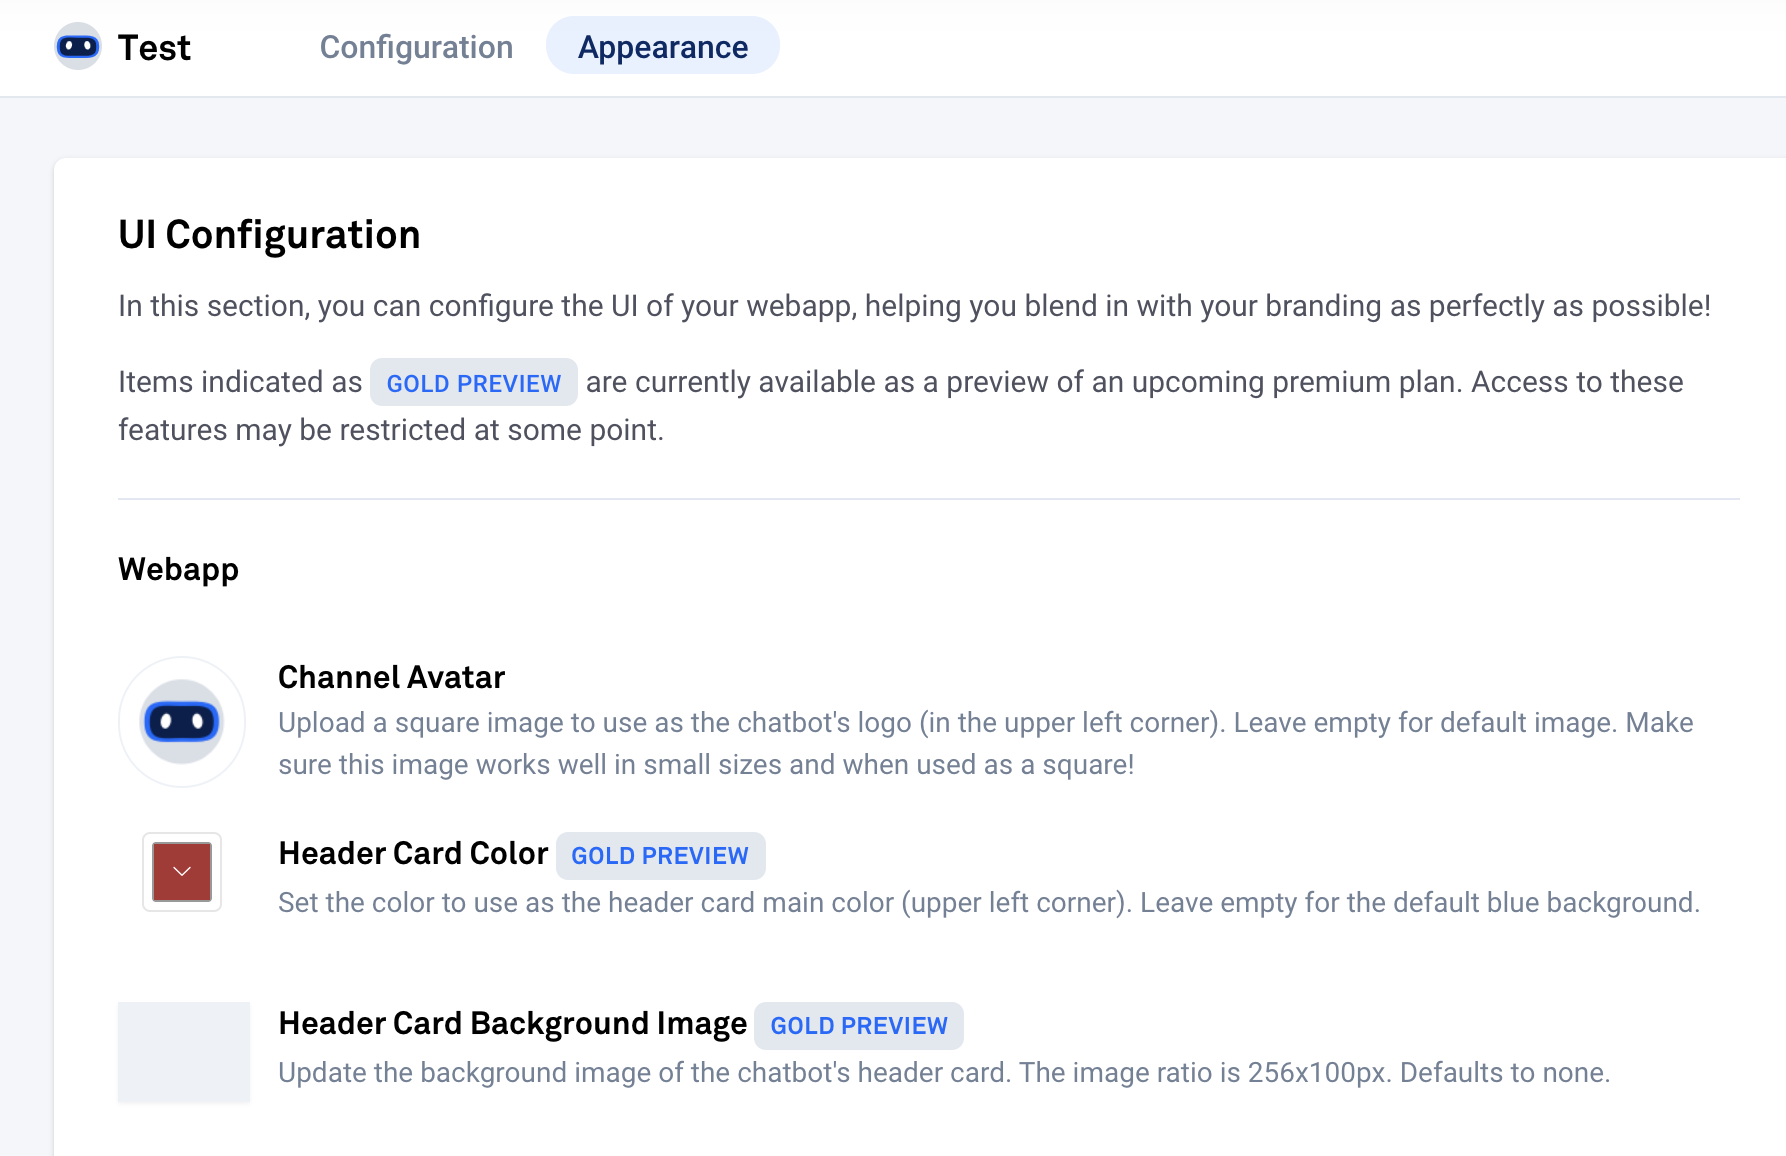 Test
Configuration
Appearance
UI Configuration
In this section, you can configure the UI of your webapp, helping you blend in with your branding as perfectly as possible!
Items indicated as GOLD PREVIEW are currently available as a preview of an upcoming premium plan. Access to these
features may be restricted at some point.
Webapp
Channel Avatar
Upload a square image to use as the chatbot's logo (in the upper left corner). Leave empty for default image. Make
sure this image works well in small sizes and when used as a square!
Header Card Color GOLD PREVIEW
Set the color to use as the header card main color (upper left corner). Leave empty for the default blue background.
Header Card Background Image GOLD PREVIEW
Update the background image of the chatbot's header card. The image ratio is 256x100px. Defaults to none.